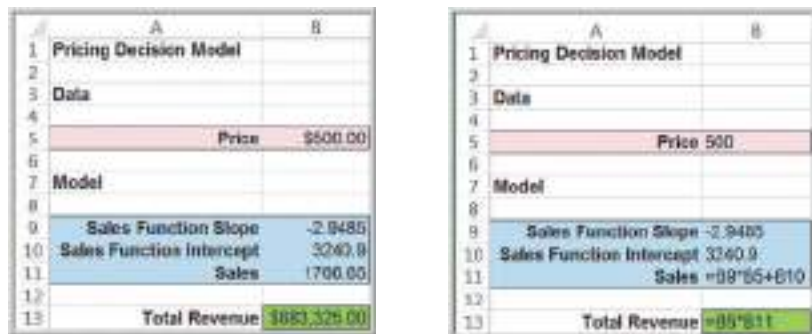 A B
1 Pricing Decision Model
2
3 Data
4
5 Price $500.00
6
7 Model
8
9 Sales Function Slope -2.9485
10 Sales Function Intercept 3240.9
11 Sales 1766.65
12
13 Total Revenue $883,325.00
A B
1 Pricing Decision Model
2
3 Data
4
5 Price 500
6
7 Model
8
9 Sales Function Slope -2.9485
10 Sales Function Intercept 3240.9
11 Sales =B9*B5+B10
12
13 Total Revenue =B5*B11